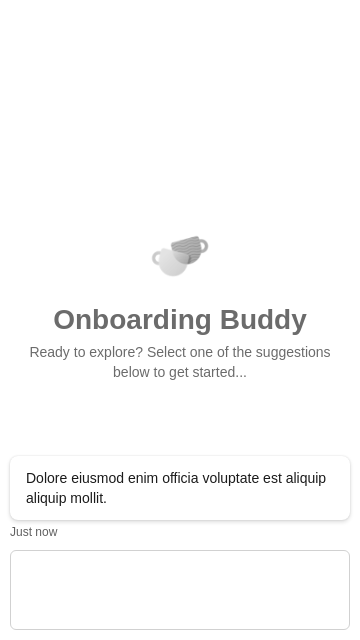 Onboarding Buddy
Ready to explore? Select one of the suggestions
below to get started...
Dolore eiusmod enim officia voluptate est aliquip
aliquip mollit.
Just now